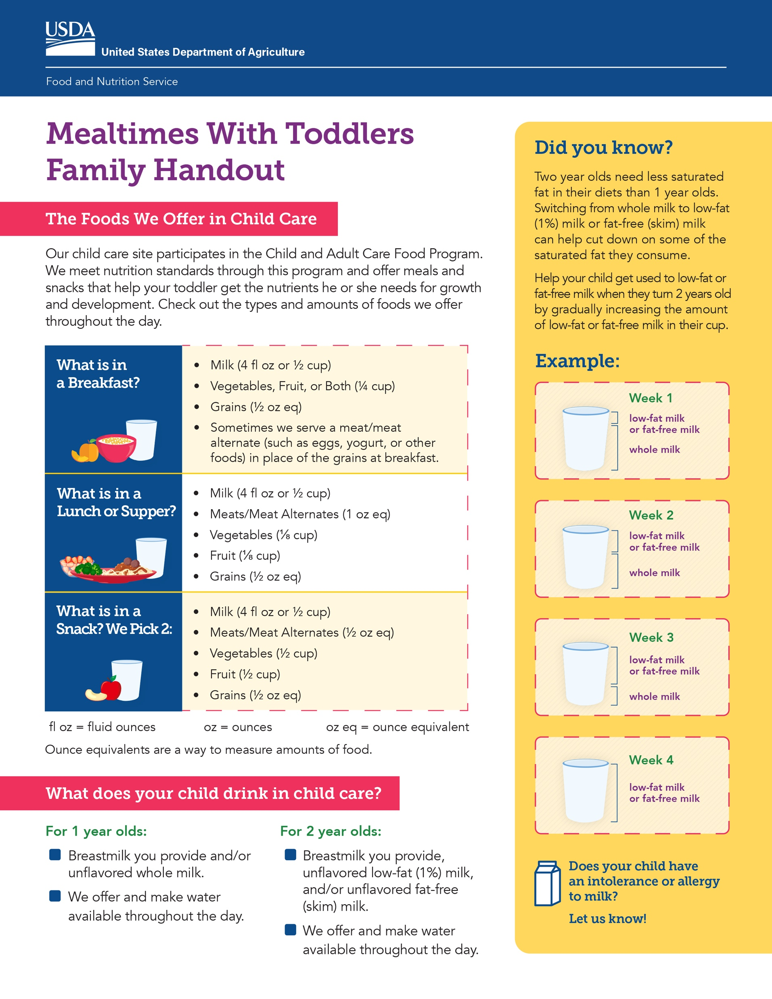 USDA
United States Department of Agriculture
Food and Nutrition Service
Mealtimes With Toddlers
Family Handout
The Foods We Offer in Child Care
Our child care site participates in the Child and Adult Care Food Program.
We meet nutrition standards through this program and offer meals and
snacks that help your toddler get the nutrients he or she needs for growth
and development. Check out the types and amounts of foods we offer
throughout the day.
What is in
a Breakfast?
• Milk (4 fl oz or ½ cup)
• Vegetables, Fruit, or Both (¼ cup)
• Grains (½ oz eq)
• Sometimes we serve a meat/meat
alternate (such as eggs, yogurt, or other
foods) in place of the grains at breakfast.
What is in a
Lunch or Supper?
• Milk (4 fl oz or ½ cup)
• Meats/Meat Alternates (1 oz eq)
• Vegetables (⅛ cup)
• Fruit (⅛ cup)
• Grains (½ oz eq)
What is in a
Snack? We Pick 2:
• Milk (4 fl oz or ½ cup)
• Meats/Meat Alternates (½ oz eq)
• Vegetables (½ cup)
• Fruit (½ cup)
• Grains (½ oz eq)
fl oz = fluid ounces oz = ounces oz eq = ounce equivalent
Ounce equivalents are a way to measure amounts of food.
What does your child drink in child care?
For 1 year olds:
Breastmilk you provide and/or
unflavored whole milk.
We offer and make water
available throughout the day.
For 2 year olds:
Breastmilk you provide,
unflavored low-fat (1%) milk,
and/or unflavored fat-free
(skim) milk.
We offer and make water
available throughout the day.
Did you know?
Two year olds need less saturated
fat in their diets than 1 year olds.
Switching from whole milk to low-fat
(1%) milk or fat-free (skim) milk
can help cut down on some of the
saturated fat they consume.
Help your child get used to low-fat or
fat-free milk when they turn 2 years old
by gradually increasing the amount
of low-fat or fat-free milk in their cup.
Example:
Week 1
low-fat milk
or fat-free milk
whole milk
Week 2
low-fat milk
or fat-free milk
whole milk
Week 3
low-fat milk
or fat-free milk
whole milk
Week 4
low-fat milk
or fat-free milk
Does your child have
an intolerance or allergy
to milk?
Let us know!